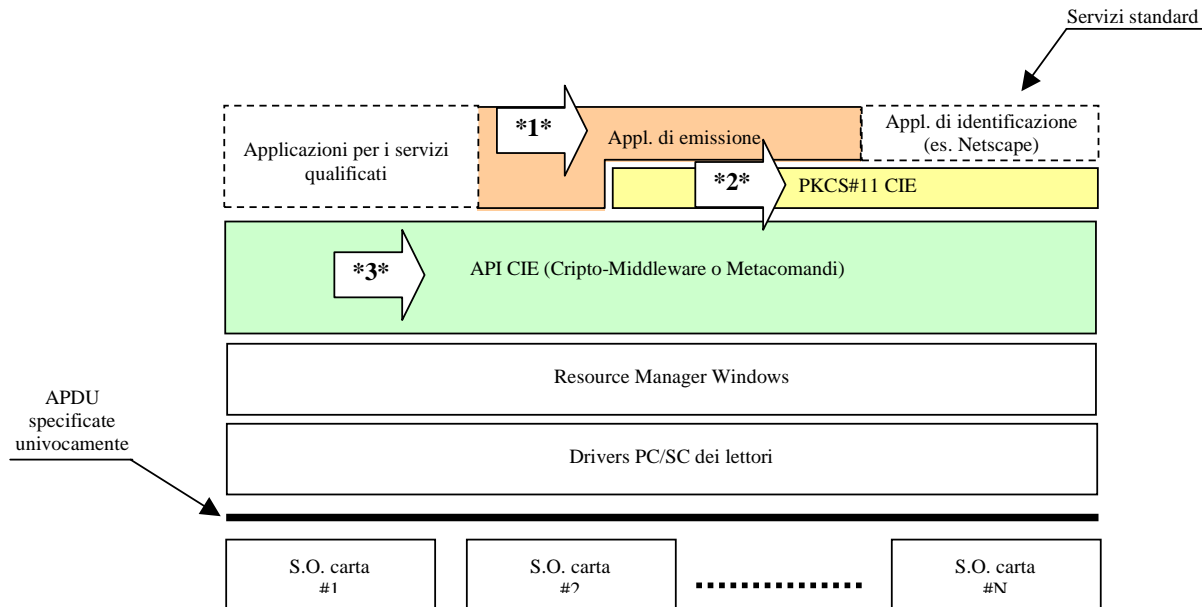 Servizi standard
Applicazioni per i servizi
qualificati
*1*
Appl. di emissione
Appl. di identificazione
(es. Netscape)
*2*
PKCS#11 CIE
*3*
API CIE (Cripto-Middleware o Metacomandi)
Resource Manager Windows
APDU
specificate
univocamente
Drivers PC/SC dei lettori
S.O. carta
#1
S.O. carta
#2
S.O. carta
#N